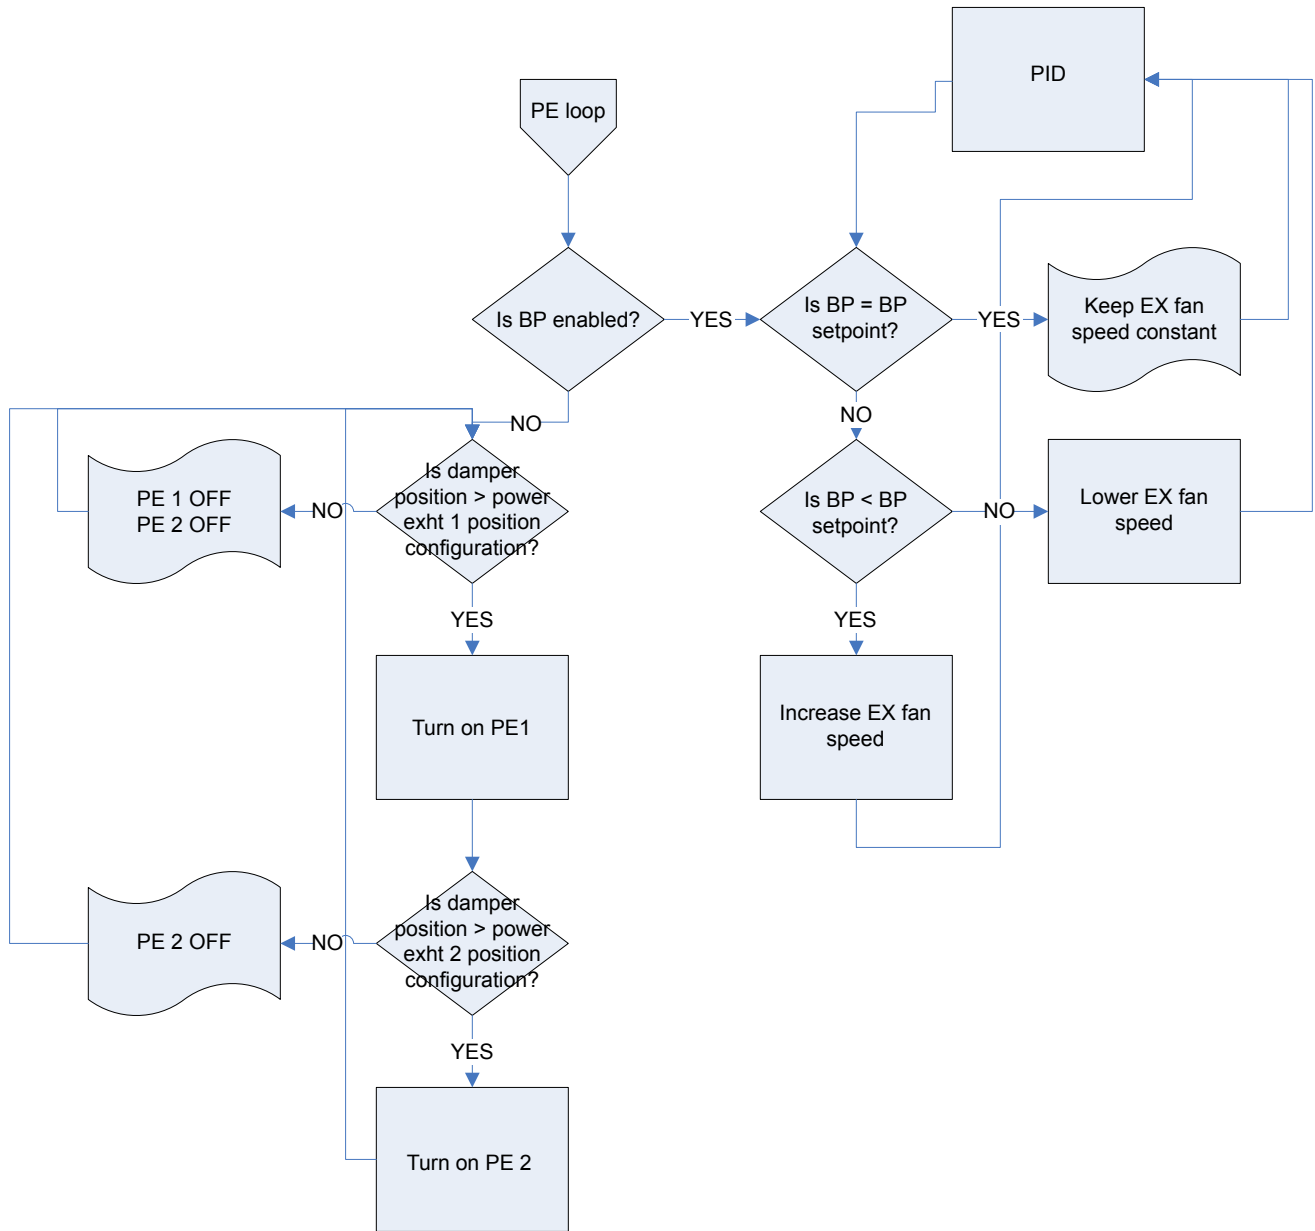 PID
PE loop
Is BP enabled?
YES
Is BP = BP
setpoint?
YES
Keep EX fan
speed constant
NO
NO
Is damper
position > power
exht 1 position
configuration?
NO
PE 1 OFF
PE 2 OFF
Is BP < BP
setpoint?
NO
Lower EX fan
speed
YES
YES
Turn on PE1
Increase EX fan
speed
Is damper
position > power
exht 2 position
configuration?
NO
PE 2 OFF
YES
Turn on PE 2